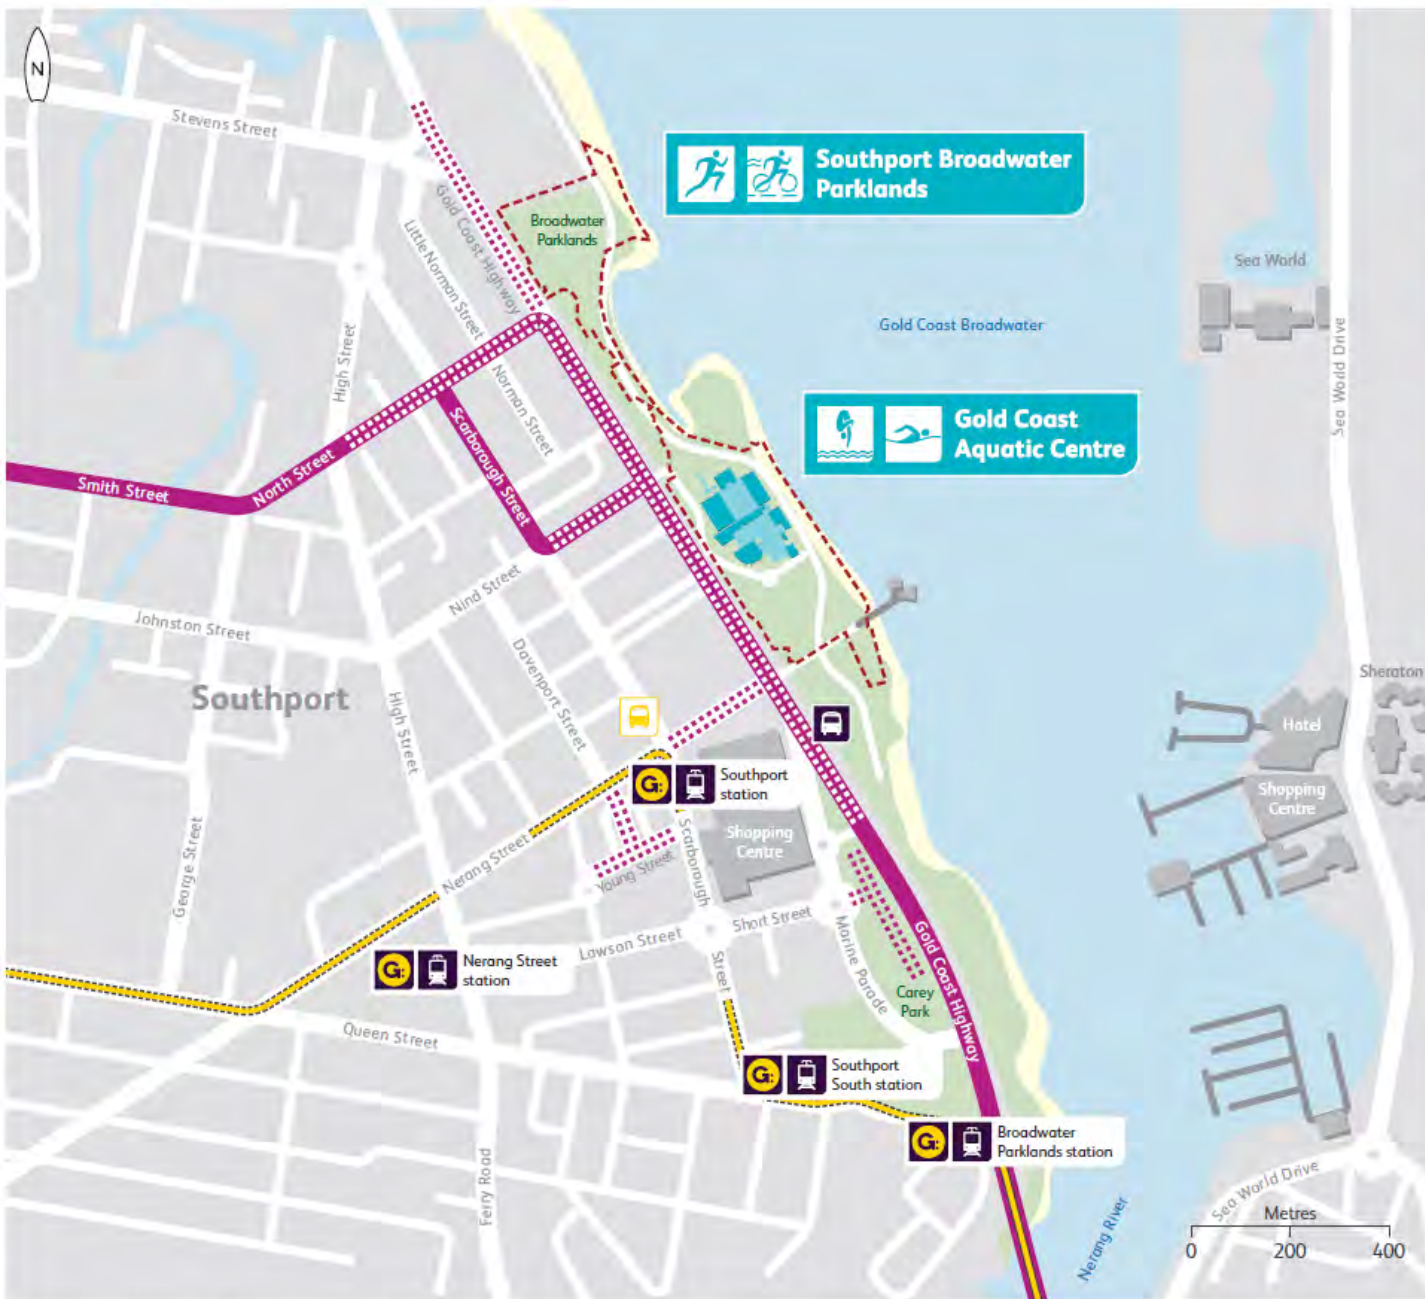 N
Stevens Street
Gold Coast Highway
Little Norman Street
Norman Street
High Street
Broadwater
Parklands
Southport Broadwater
Parklands
Sea World
Gold Coast Broadwater
Sea World Drive
Gold Coast
Aquatic Centre
Scarborough Street
North Street
Smith Street
Nind Street
Johnston Street
Davenport Street
Southport
High Street
Sheraton
Hotel
Shopping
Centre
G:
Southport
station
Shopping
Centre
Scarborough
Street
Nerang Street
Young Street
George Street
Short Street
Lawson Street
Marine Parade
Gold Coast Highway
G:
Nerang Street
station
Carey
Park
Queen Street
G:
Southport
South station
G:
Broadwater
Parklands station
Ferry Road
Sea World Drive
Nerang River
Metres
0 200 400